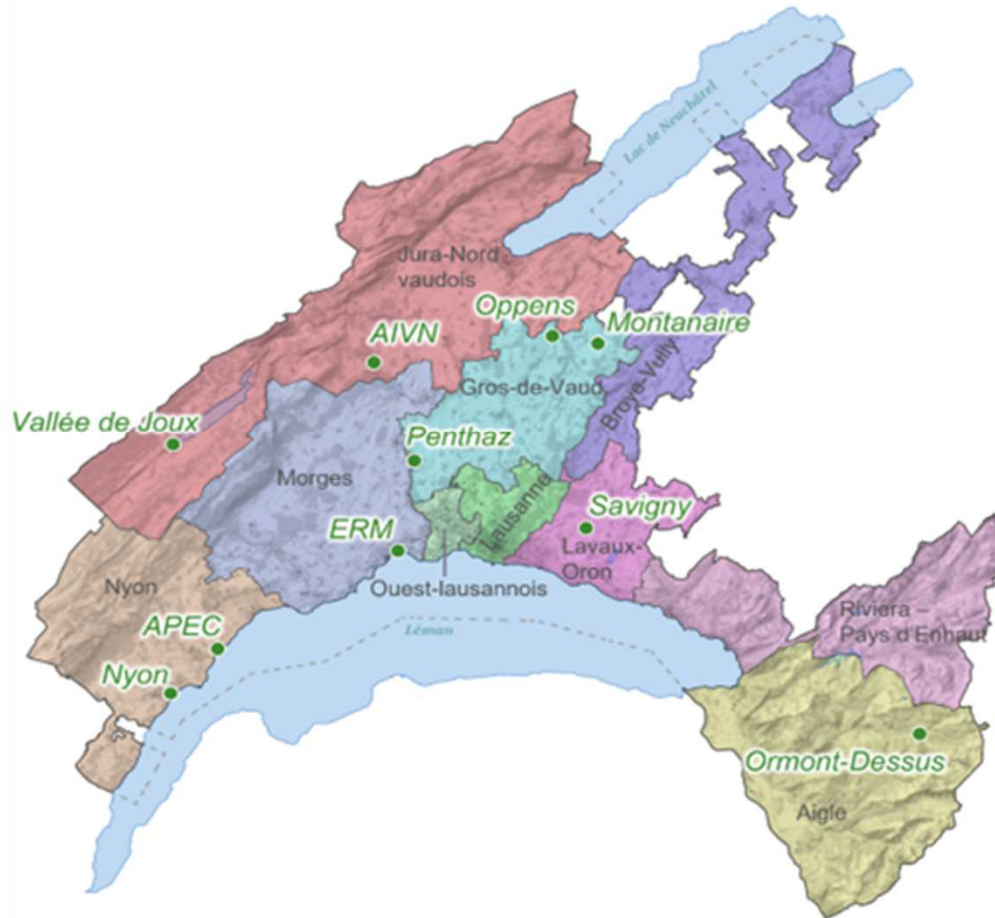 Lac de Neuchâtel
Jura-Nord
vaudois
Oppens
Montanaire
AIVN
Gros-de-Vaud
Broye-Vully
Vallée de Joux
Penthaz
Morges
Lausanne
Savigny
ERM
Lavaux-
Oron
Ouest-lausannois
Nyon
Riviera –
Pays d'Enhaut
APEC
Léman
Nyon
Ormont-Dessus
Aigle